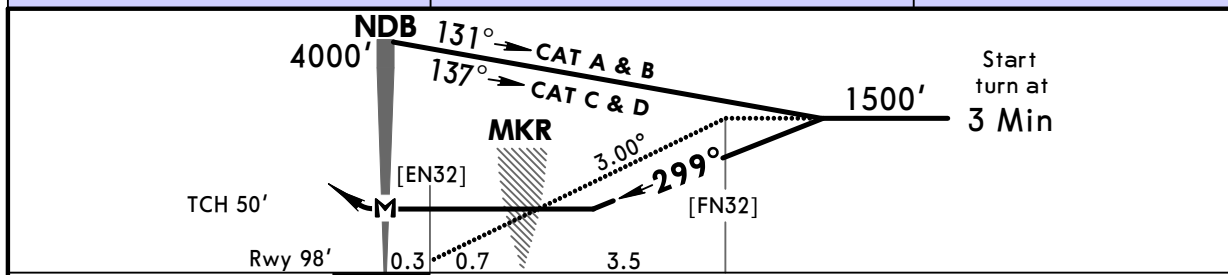 NDB
4000'
131° CAT A & B
137° CAT C & D
1500'
Start
turn at
3 Min
MKR
3.00°
299°
[EN32]
[FN32]
TCH 50'
M
Rwy 98'
0.3 0.7 3.5